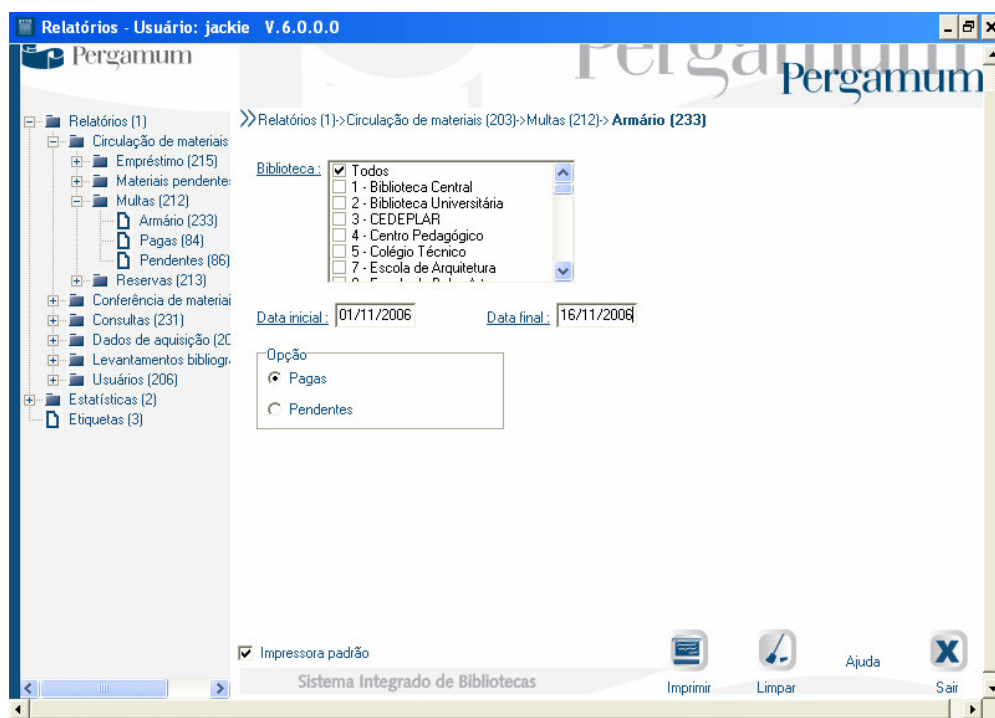 Relatórios - Usuário: jackie V.6.0.0.0
Pergamum
Pergamum
Pergamum
Relatórios (1)
Circulação de materiais
Empréstimo (215)
Materiais pendente
Multas (212)
Armário (233)
Pagas (84)
Pendentes (86)
Reservas (213)
Conferência de materiai
Consultas (231)
Dados de aquisição (20
Levantamentos bibliogr
Usuários (206)
Estatísticas (2)
Etiquetas (3)
Relatórios (1)->Circulação de materiais (203)->Multas (212)-> Armário (233)
Biblioteca :
Todos
1 - Biblioteca Central
2 - Biblioteca Universitária
3 - CEDEPLAR
4 - Centro Pedagógico
5 - Colégio Técnico
7 - Escola de Arquitetura
Data inicial : 01/11/2006 Data final : 16/11/2006
Opção
Pagas
Pendentes
Impressora padrão
Sistema Integrado de Bibliotecas
Imprimir Limpar Ajuda Sair